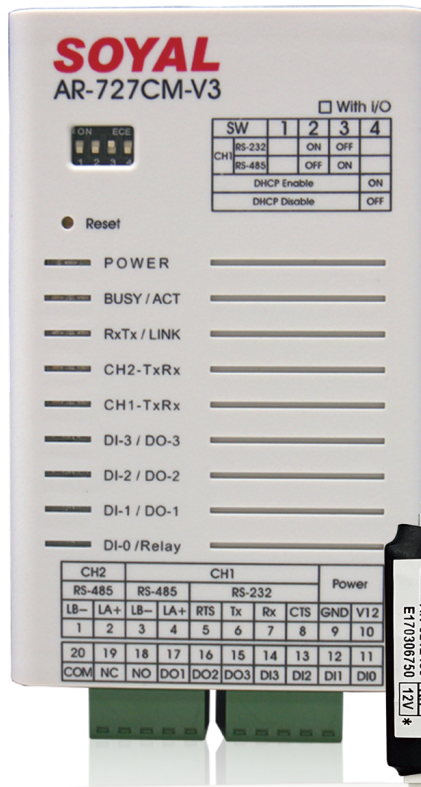 SOYAL
AR-727CM-V3
With I/O
ON ECE
1 2 3 4
SW 1 2 3 4
CH1 RS-232 ON OFF
RS-485 OFF ON
DHCP Enable ON
DHCP Disable OFF
Reset
POWER
BUSY / ACT
RxTx / LINK
CH2-TxRx
CH1-TxRx
DI-3 / DO-3
DI-2 / DO-2
DI-1 / DO-1
DI-0 /Relay
CH2 CH1 Power
RS-485 RS-485 RS-232
LB- LA+ LB- LA+ RTS Tx Rx CTS GND V12
1 2 3 4 5 6 7 8 9 10
20 19 18 17 16 15 14 13 12 11
COM NC NO DO1 DO2 DO3 DI3 DI2 DI1 DI0
E170306750 12V *